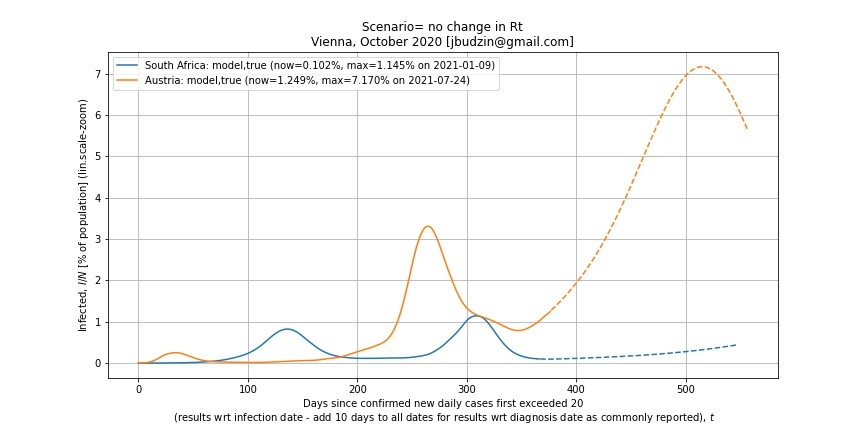 Scenario= no change in Rt
Vienna, October 2020 [jbudzin@gmail.com]
South Africa: model,true (now=0.102%, max=1.145% on 2021-01-09)
Austria: model,true (now=1.249%, max=7.170% on 2021-07-24)
Infected, I/N [% of population] (lin.scale-zoom)
7
6
5
4
3
2
1
0
0 100 200 300 400 500
Days since confirmed new daily cases first exceeded 20
(results wrt infection date - add 10 days to all dates for results wrt diagnosis date as commonly reported), t